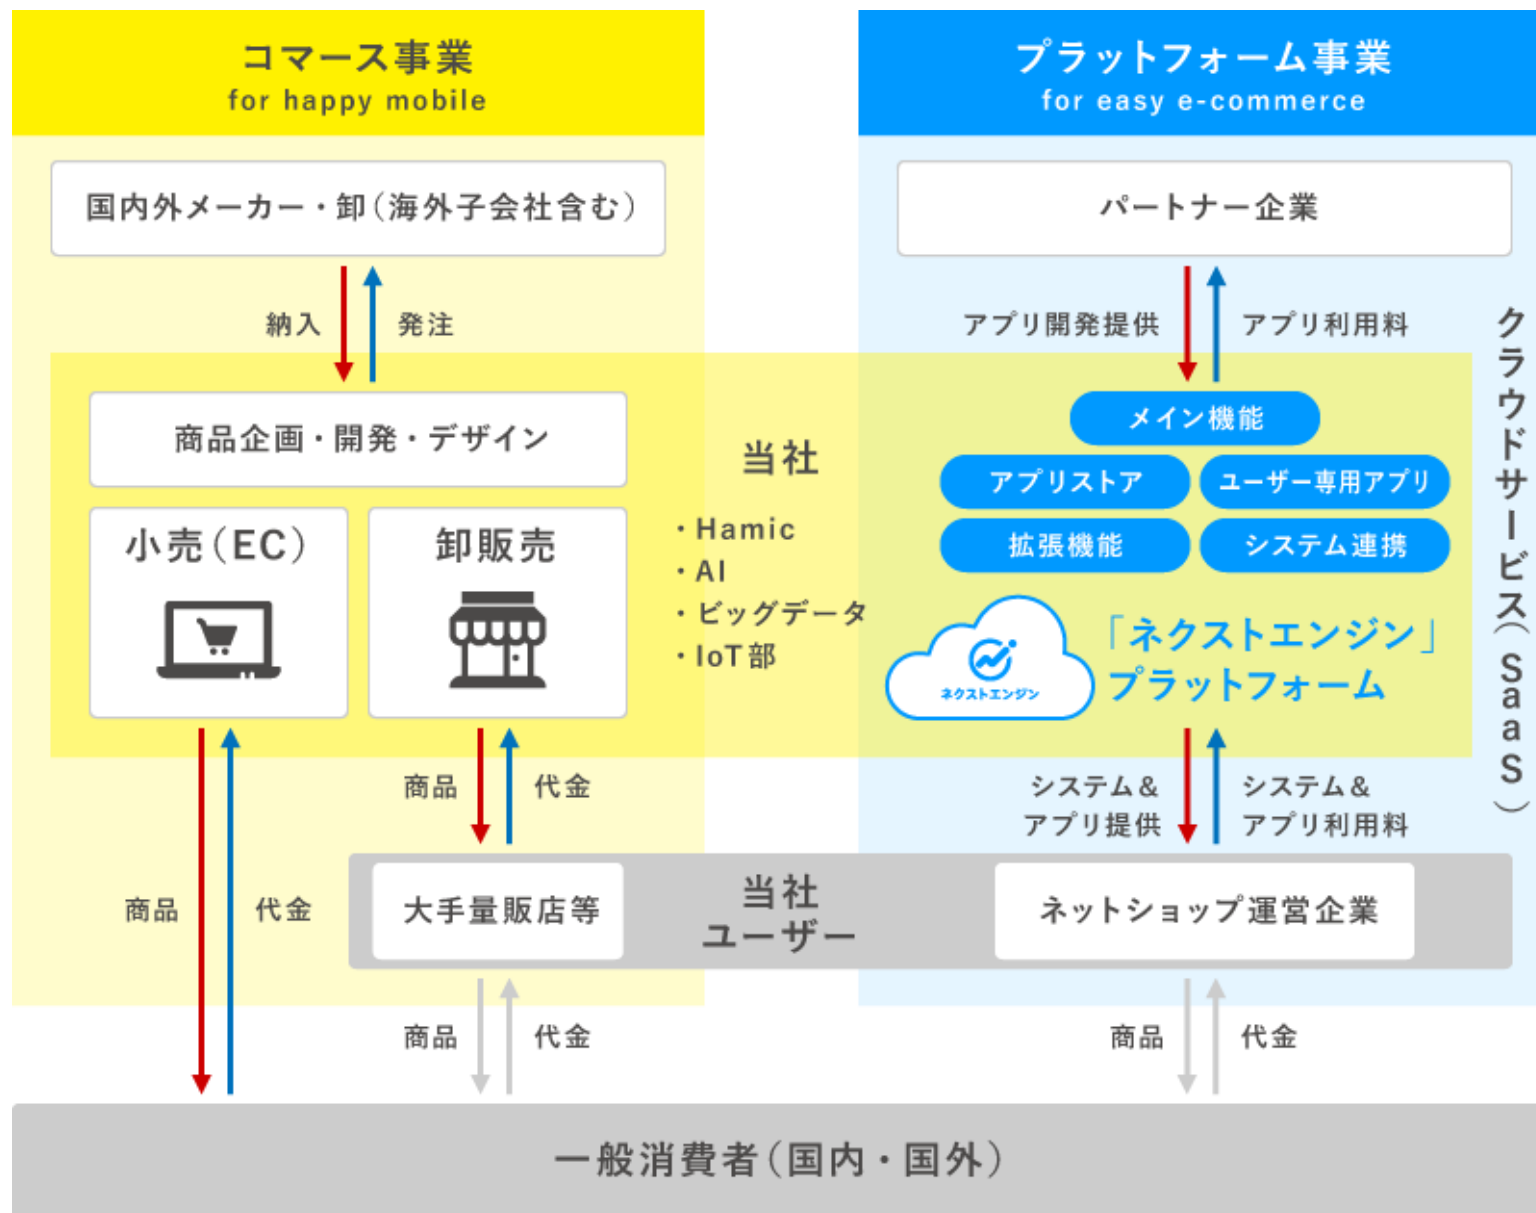 コマース事業
for happy mobile
国内外メーカー・卸(海外子会社含む)
納入
発注
商品企画・開発・デザイン
小売(EC)
卸販売
商品
代金
商品
代金
大手量販店等
商品
代金
当社
・Hamic
・AI
・ビッグデータ
・IoT部
当社
ユーザー
プラットフォーム事業
for easy e-commerce
パートナー企業
アプリ開発提供
アプリ利用料
メイン機能
アプリストア
ユーザー専用アプリ
拡張機能
システム連携
ネクストエンジン
「ネクストエンジン」
プラットフォーム
クラウドサービス(SaaS)
システム&
アプリ提供
システム&
アプリ利用料
ネットショップ運営企業
商品
代金
一般消費者(国内・国外)